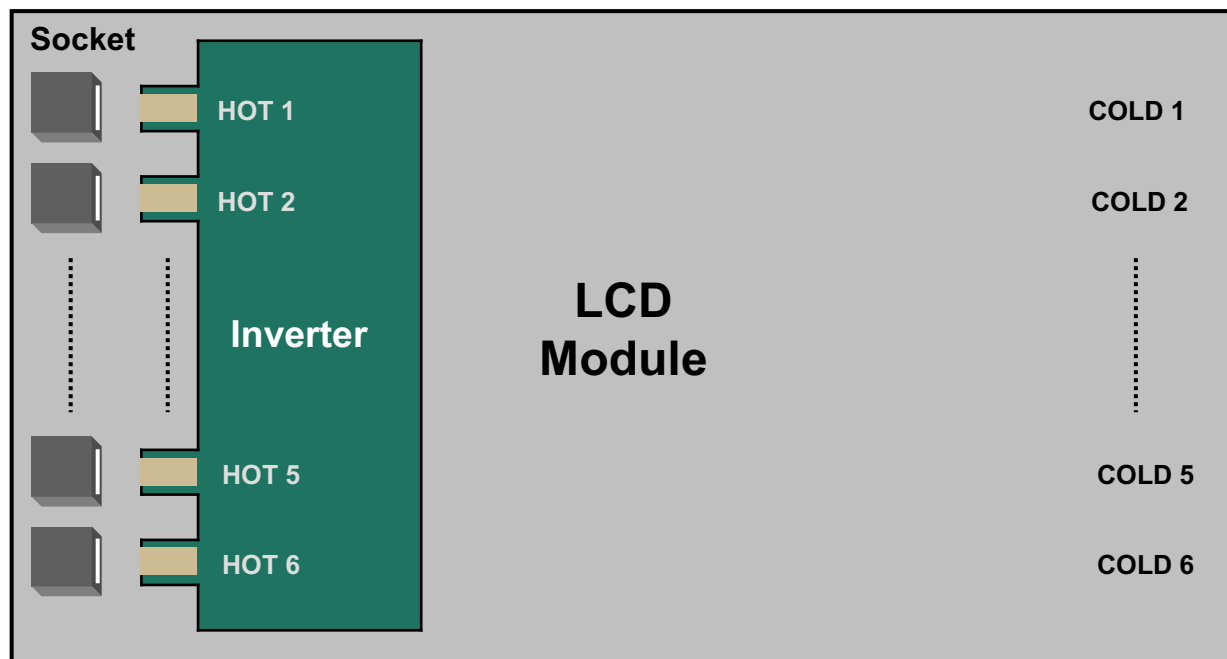 Socket
HOT 1
COLD 1
HOT 2
COLD 2
Inverter
LCD
Module
HOT 5
COLD 5
HOT 6
COLD 6